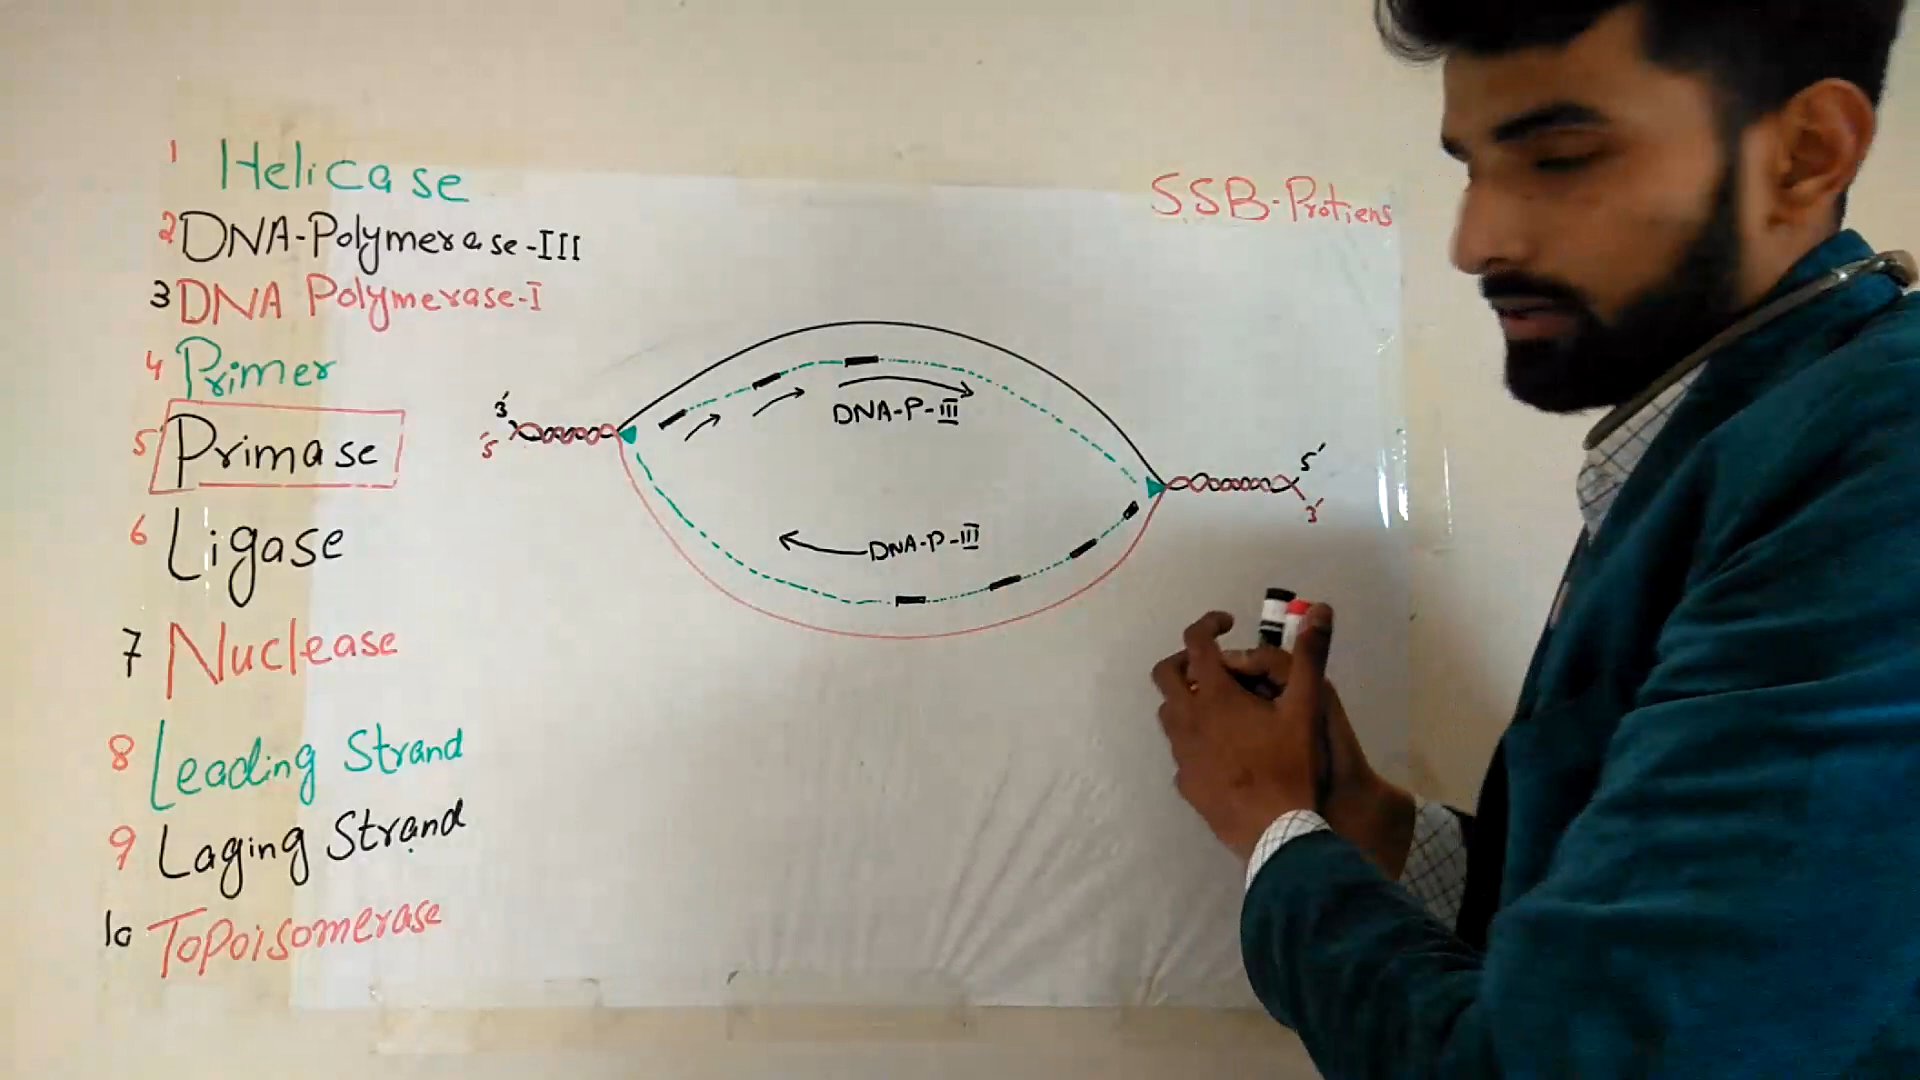 1 Helicase
2 DNA-Polymerase-III
3 DNA Polymerase-I
4 Primer
5 Primase
6 Ligase
7 Nuclease
8 Leading Strand
9 Laging Strand
10 Topoisomerase
SSB-Protiens
3'
5'
DNA-P-III
DNA-P-III
5'
3'